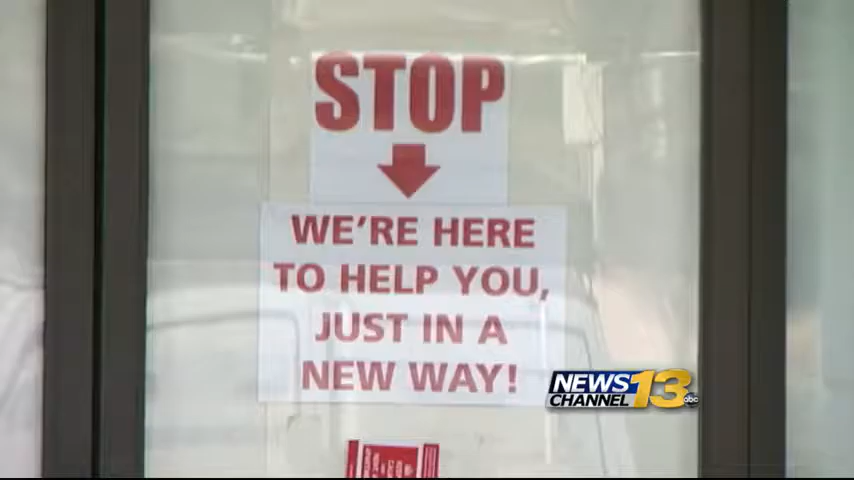 STOP
WE'RE HERE
TO HELP YOU,
JUST IN A
NEW WAY!
NEWS 13
CHANNEL abc